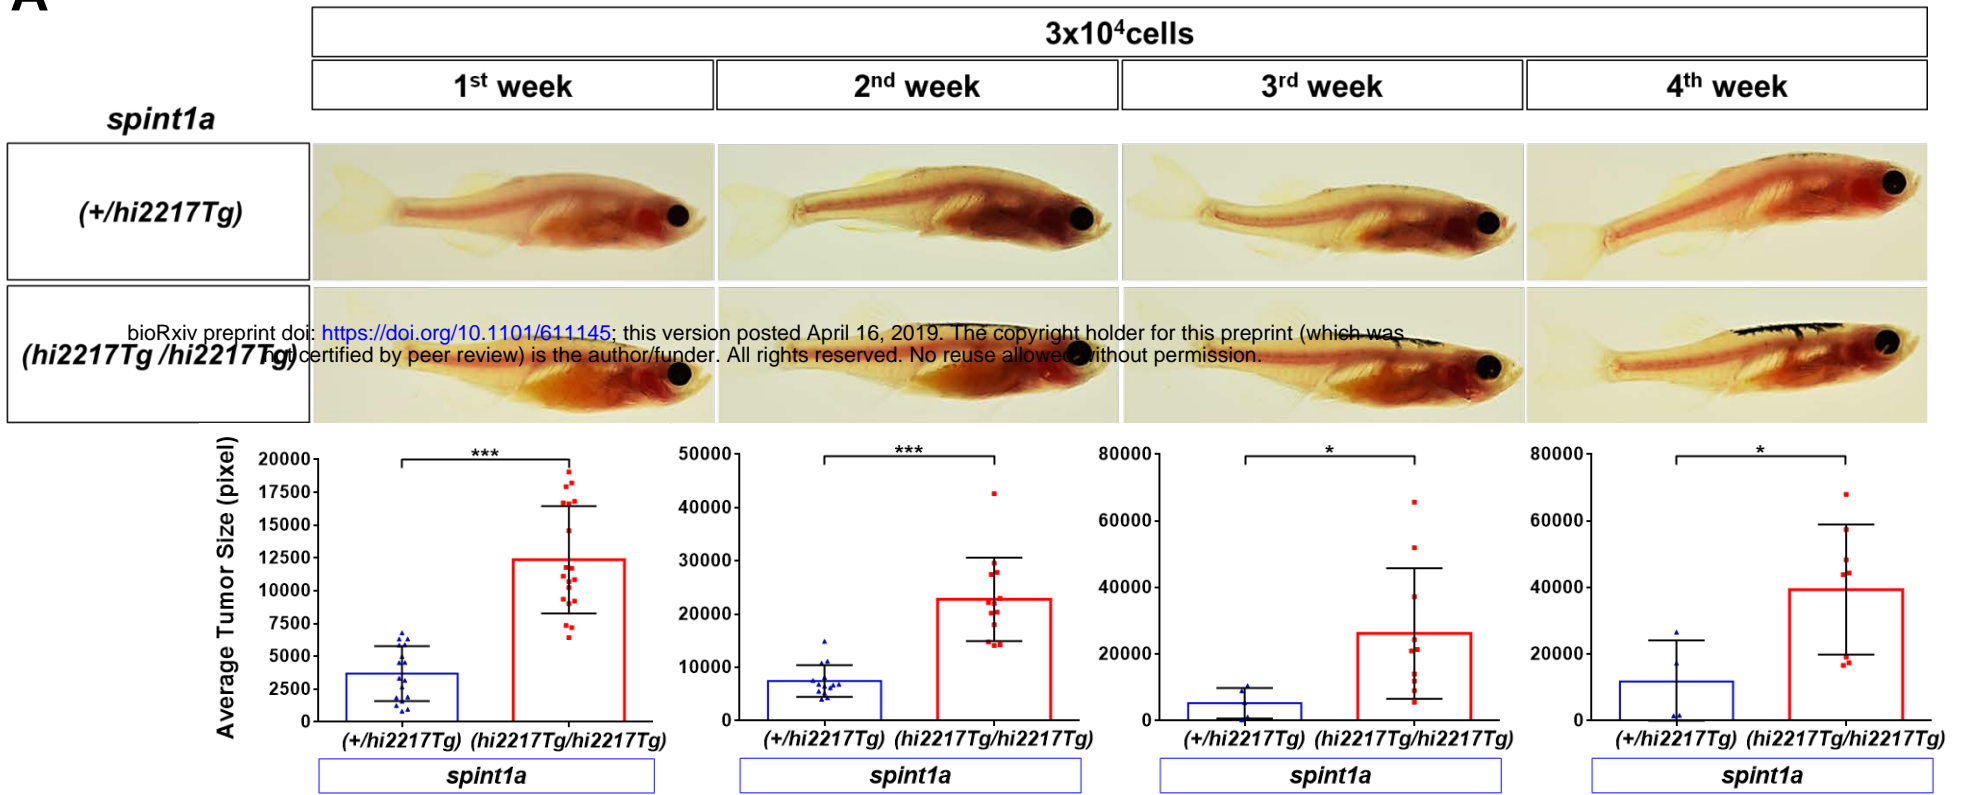 A
3x10⁴cells
1st week 2nd week 3rd week 4th week
spint1a
(+/hi2217Tg)
bioRxiv preprint doi: https://doi.org/10.1101/611145; this version posted April 16, 2019. The copyright holder for this preprint (which was
not certified by peer review) is the author/funder. All rights reserved. No reuse allowed without permission.
(hi2217Tg /hi2217Tg)
Average Tumor Size (pixel)
20000
17500
15000
12500
10000
7500
5000
2500
0
***
(+/hi2217Tg) (hi2217Tg/hi2217Tg)
spint1a
50000
40000
30000
20000
10000
0
***
(+/hi2217Tg) (hi2217Tg/hi2217Tg)
spint1a
80000
60000
40000
20000
0
*
(+/hi2217Tg) (hi2217Tg/hi2217Tg)
spint1a
80000
60000
40000
20000
0
*
(+/hi2217Tg) (hi2217Tg/hi2217Tg)
spint1a